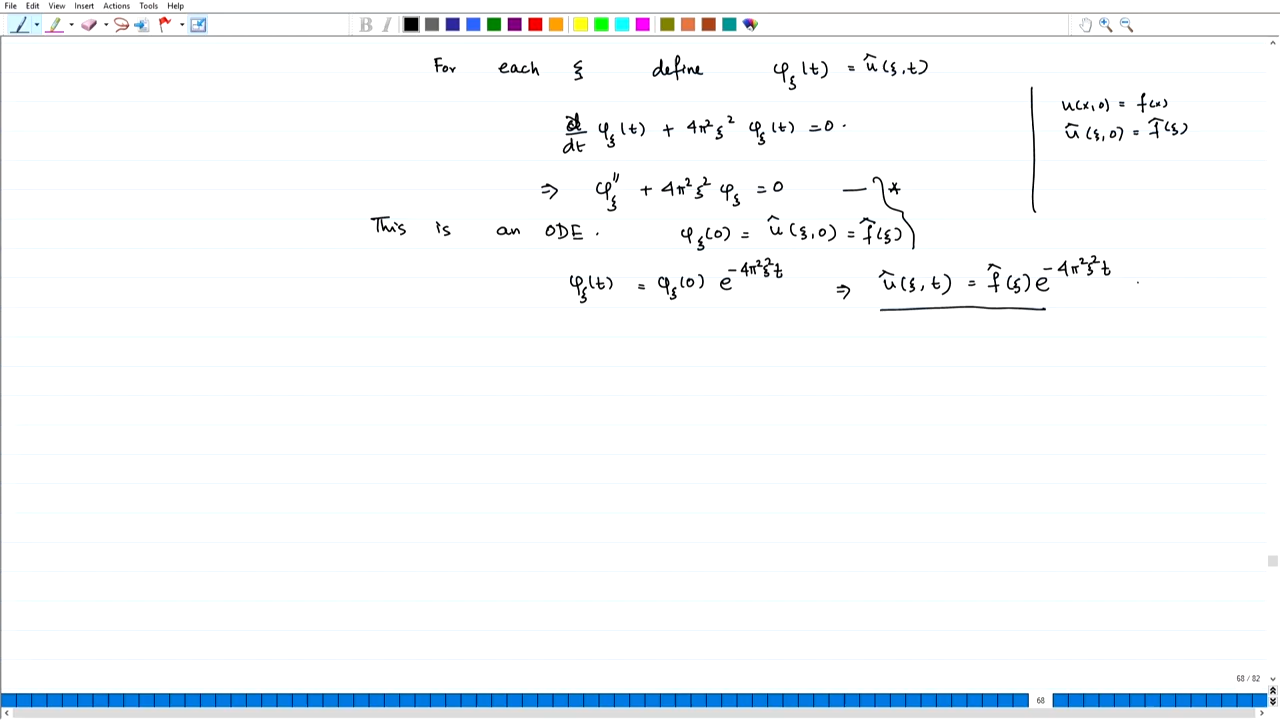 File Edit View Insert Actions Tools Help
B I
For each ξ define φ_ξ(t) = û(ξ,t)
u(x,0) = f(x)
d/dt φ_ξ(t) + 4π²ξ² φ_ξ(t) = 0.
û(ξ,0) = f̂(ξ)
⇒ φ_ξ'' + 4π²ξ² φ_ξ = 0 — *
This is an ODE. φ_ξ(0) = û(ξ,0) = f̂(ξ)
φ_ξ(t) = φ_ξ(0) e^{-4π²ξ²t} ⇒ û(ξ,t) = f̂(ξ) e^{-4π²ξ²t}.
68 / 82
68